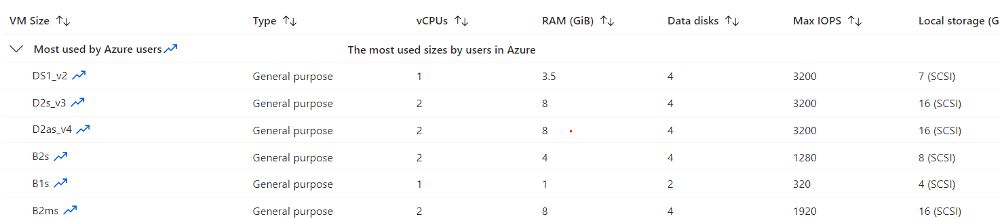 VM Size ↑↓ Type ↑↓ vCPUs ↑↓ RAM (GiB) ↑↓ Data disks ↑↓ Max IOPS ↑↓ Local storage (G
Most used by Azure users The most used sizes by users in Azure
DS1_v2 General purpose 1 3.5 4 3200 7 (SCSI)
D2s_v3 General purpose 2 8 4 3200 16 (SCSI)
D2as_v4 General purpose 2 8 4 3200 16 (SCSI)
B2s General purpose 2 4 4 1280 8 (SCSI)
B1s General purpose 1 1 2 320 4 (SCSI)
B2ms General purpose 2 8 4 1920 16 (SCSI)